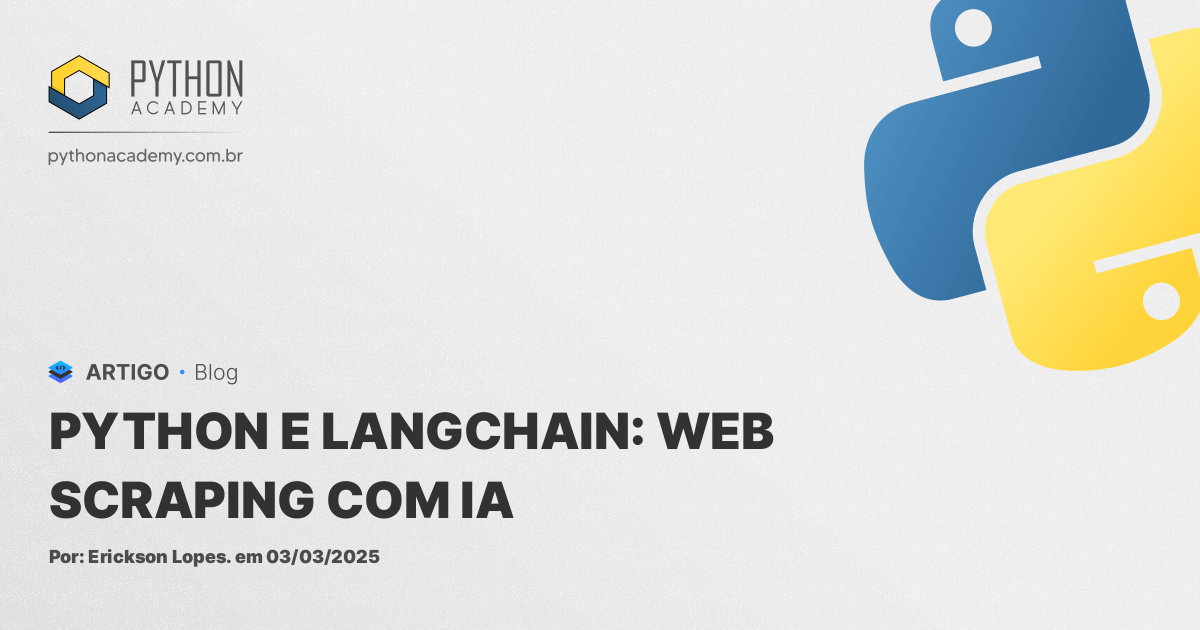 PYTHON
ACADEMY
pythonacademy.com.br
ARTIGO • Blog
PYTHON E LANGCHAIN: WEB
SCRAPING COM IA
Por: Erickson Lopes. em 03/03/2025